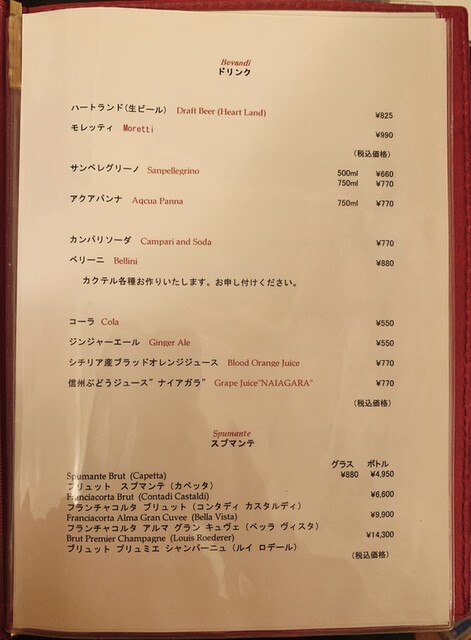 Bevandi
ドリンク
ハートランド(生ビール) Draft Beer (Heart Land) ¥825
モレッティ Moretti ¥990
(税込価格)
サンペレグリーノ Sanpellegrino 500ml ¥660
750ml ¥770
アクアパンナ Aqcua Panna 750ml ¥770
カンパリソーダ Campari and Soda ¥770
ベリーニ Bellini ¥880
カクテル各種お作りいたします。お申し付けください。
コーラ Cola ¥550
ジンジャーエール Ginger Ale ¥550
シチリア産ブラッドオレンジジュース Blood Orange Juice ¥770
信州ぶどうジュース”ナイアガラ” Grape Juice"NAIAGARA" ¥770
(税込価格)
Spumante
スプマンテ
グラス ボトル
Spumante Brut (Capetta) ¥880 ¥4,950
ブリュット スプマンテ (カペッタ)
Franciacorta Brut (Contadi Castaldi) ¥6,600
フランチャコルタ ブリュット (コンタディ カスタルディ)
Franciacorta Alma Gran Cuvee (Bella Vista) ¥9,900
フランチャコルタ アルマ グラン キュヴェ (ベッラ ヴィスタ)
Brut Premier Champagne (Louis Roederer) ¥14,300
ブリュット プルミエ シャンパーニュ (ルイ ロデール)
(税込価格)